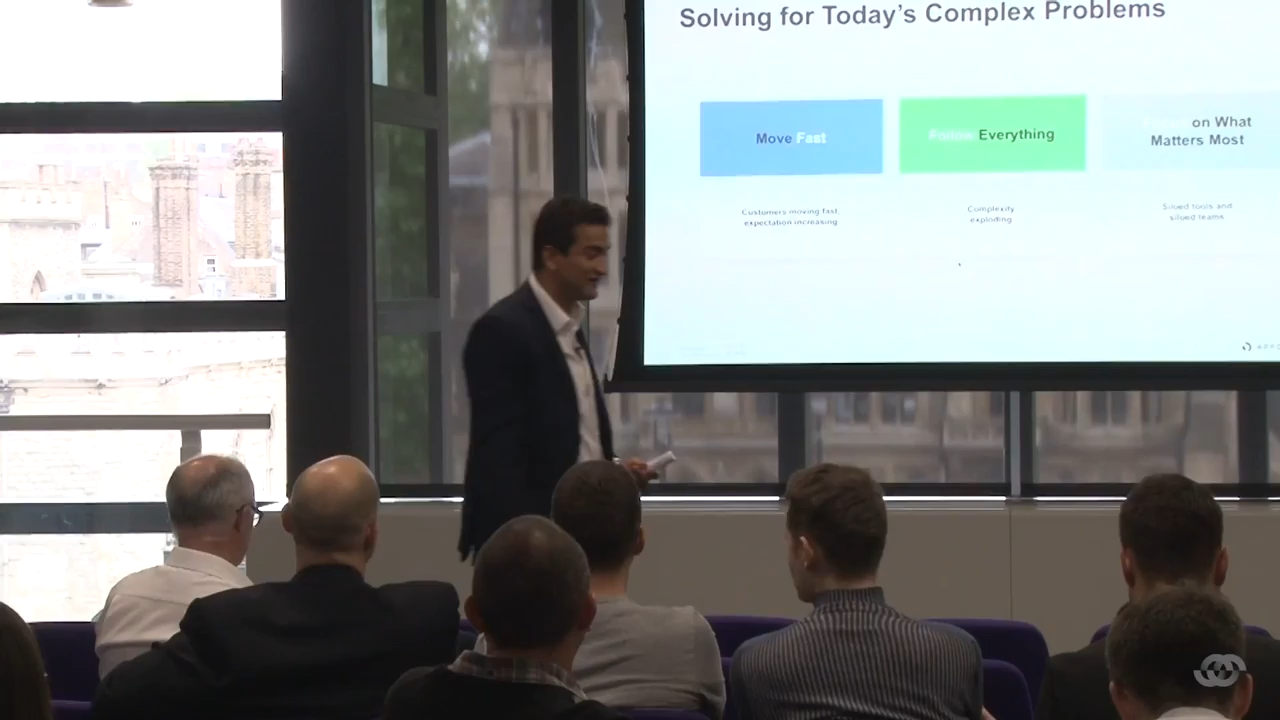 Solving for Today's Complex Problems
Move Fast
Follow Everything
on What
Matters Most
Customers moving fast,
expectation increasing
Complexity
exploding
Siloed tools and
siloed teams